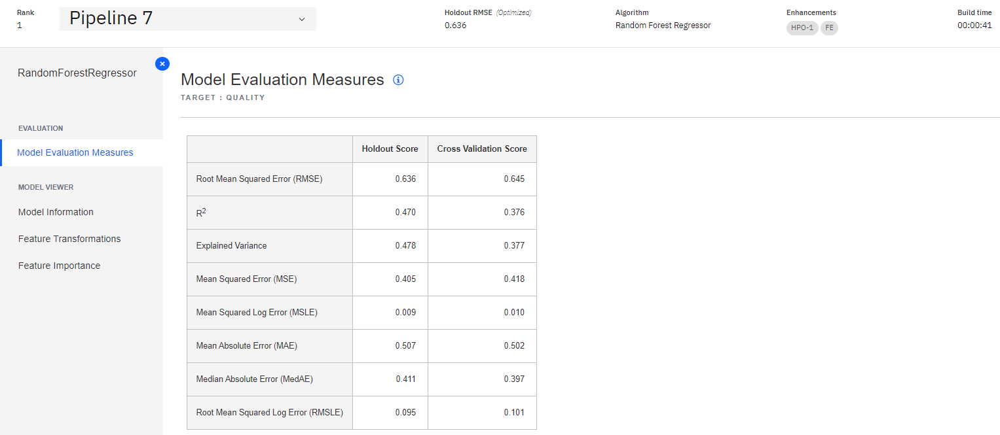 Rank
1
Pipeline 7
Holdout RMSE (Optimized)
0.636
Algorithm
Random Forest Regressor
Enhancements
HPO-1 FE
Build time
00:00:41
RandomForestRegressor
EVALUATION
Model Evaluation Measures
MODEL VIEWER
Model Information
Feature Transformations
Feature Importance
Model Evaluation Measures
TARGET : QUALITY
Holdout Score Cross Validation Score
Root Mean Squared Error (RMSE) 0.636 0.645
R2 0.470 0.376
Explained Variance 0.478 0.377
Mean Squared Error (MSE) 0.405 0.418
Mean Squared Log Error (MSLE) 0.009 0.010
Mean Absolute Error (MAE) 0.507 0.502
Median Absolute Error (MedAE) 0.411 0.397
Root Mean Squared Log Error (RMSLE) 0.095 0.101